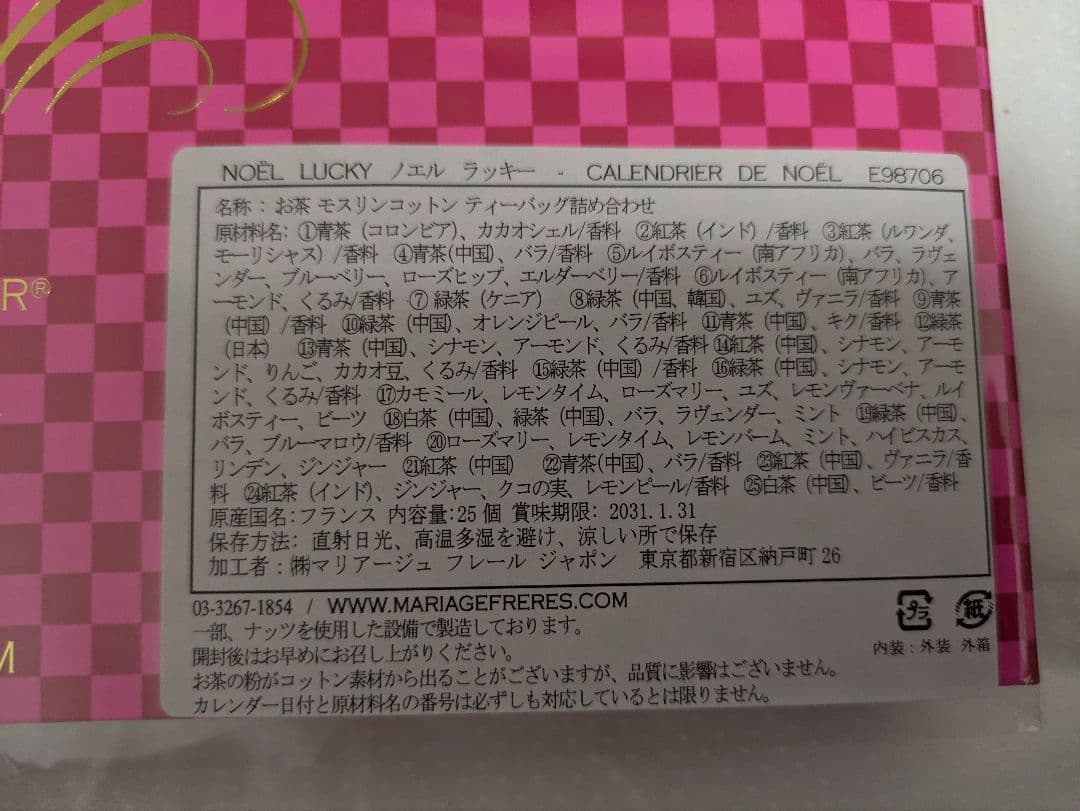 R®
M
NOËL LUCKY ノエル ラッキー - CALENDRIER DE NOËL E98706
名称：お茶 モスリンコットン ティーバッグ詰め合わせ
原材料名：①青茶（コロンビア）、カカオシェル/香料 ②紅茶（インド）/香料 ③紅茶（ルワンダ、
モーリシャス）/香料 ④青茶(中国)、バラ/香料 ⑤ルイボスティー（南アフリカ）、バラ、ラヴェ
ンダー、ブルーベリー、ローズヒップ、エルダーベリー/香料 ⑥ルイボスティー（南アフリカ）、ア
ーモンド、くるみ/香料 ⑦緑茶（ケニア） ⑧緑茶（中国、韓国）、ユズ、ヴァニラ/香料 ⑨青茶
（中国）/香料 ⑩緑茶（中国）、オレンジピール、バラ/香料 ⑪青茶（中国）、キク/香料 ⑫緑茶
（日本） ⑬青茶（中国）、シナモン、アーモンド、くるみ/香料 ⑭紅茶（中国）、シナモン、アーモ
ンド、りんご、カカオ豆、くるみ/香料 ⑮緑茶（中国）/香料 ⑯緑茶（中国）、シナモン、アーモ
ンド、くるみ/香料 ⑰カモミール、レモンタイム、ローズマリー、ユズ、レモンヴァーベナ、ルイ
ボスティー、ビーツ ⑱白茶（中国）、緑茶（中国）、バラ、ラヴェンダー、ミント ⑲緑茶（中国）、
バラ、ブルーマロウ/香料 ⑳ローズマリー、レモンタイム、レモンバーム、ミント、ハイビスカス、
リンデン、ジンジャー ㉑紅茶（中国） ㉒青茶(中国)、バラ/香料 ㉓紅茶（中国）、ヴァニラ/香
料 ㉔紅茶（インド）、ジンジャー、クコの実、レモンピール/香料 ㉕白茶（中国）、ビーツ/香料
原産国名：フランス 内容量:25個 賞味期限: 2031.1.31
保存方法: 直射日光、高温多湿を避け、涼しい所で保存
加工者：㈱マリアージュ フレール ジャポン 東京都新宿区納戸町26
03-3267-1854 / WWW.MARIAGEFRERES.COM
一部、ナッツを使用した設備で製造しております。
開封後はお早めにお召し上がりください。
お茶の粉がコットン素材から出ることがございますが、品質に影響はございません。
カレンダー日付と原材料名の番号は必ずしも対応しているとは限りません。
プラ 紙
内装：外装 外箱